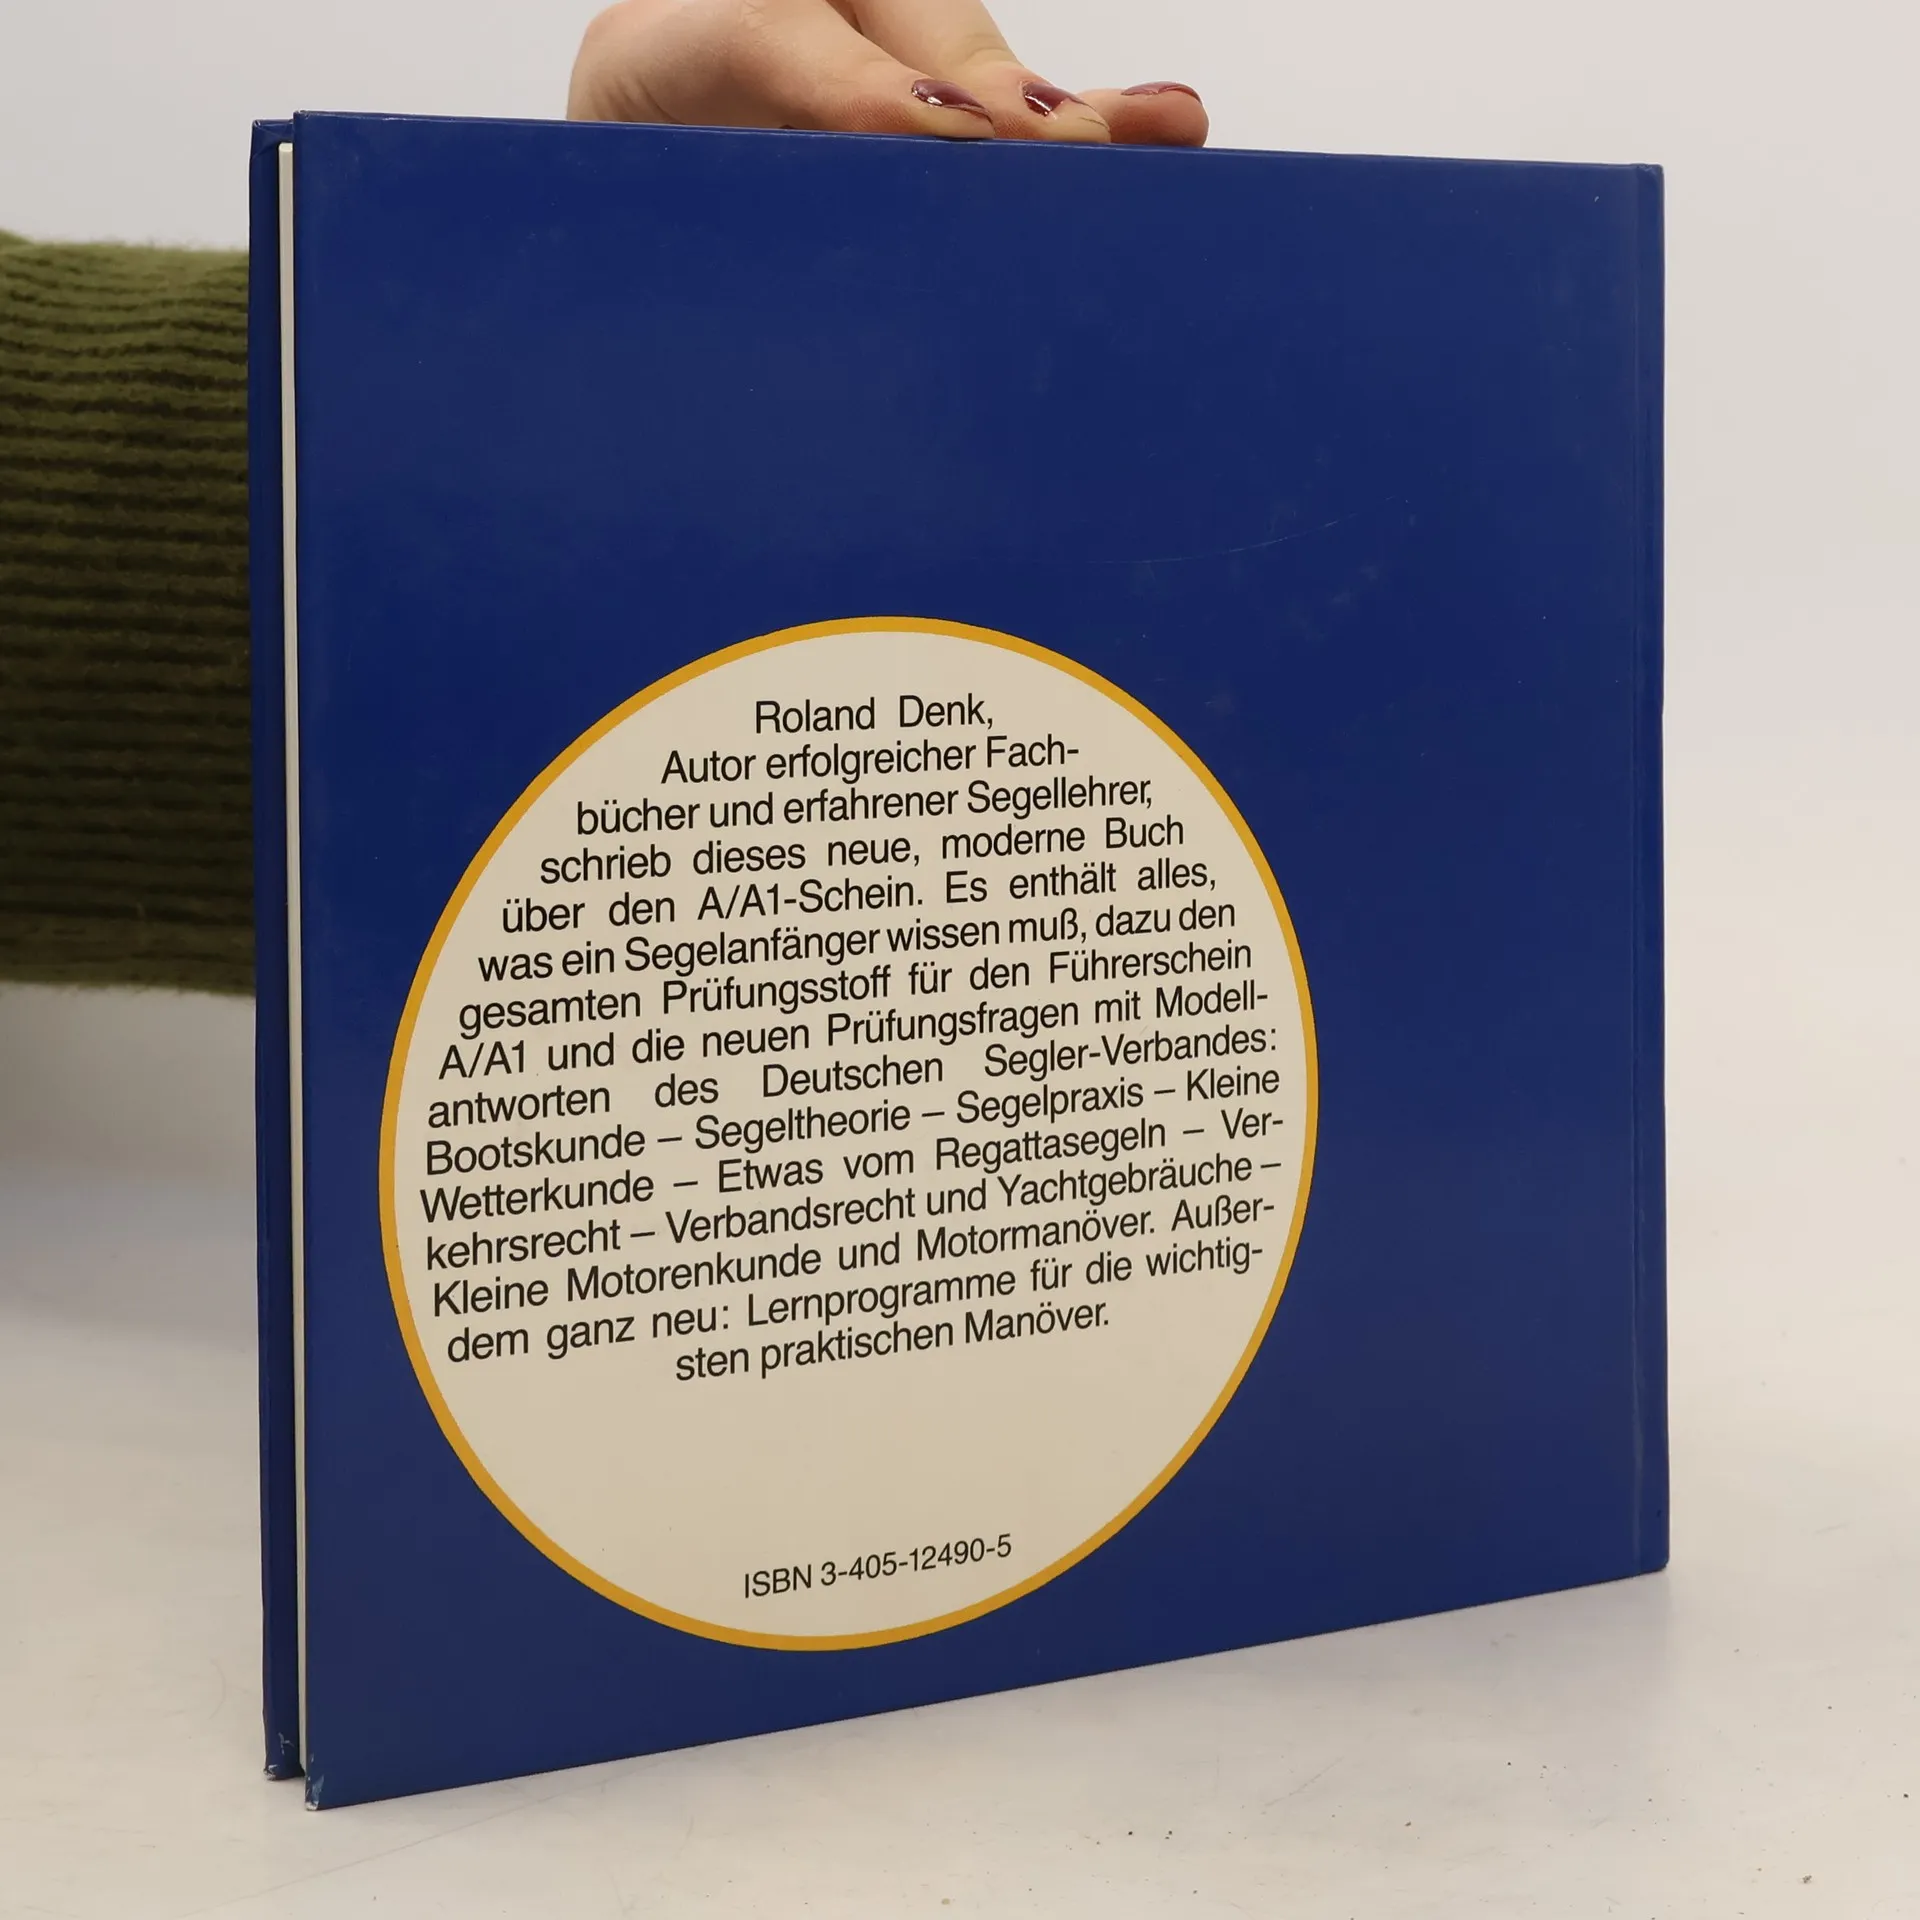 Roland Denk,
Autor erfolgreicher Fach-
bücher und erfahrener Segellehrer,
schrieb dieses neue, moderne Buch
über den A/A1-Schein. Es enthält alles,
was ein Segelanfänger wissen muß, dazu den
gesamten Prüfungsstoff für den Führerschein
A/A1 und die neuen Prüfungsfragen mit Modell-
antworten des Deutschen Segler-Verbandes:
Bootskunde – Segeltheorie – Segelpraxis – Kleine
Wetterkunde – Etwas vom Regattasegeln – Ver-
kehrsrecht – Verbandsrecht und Yachtgebräuche –
Kleine Motorenkunde und Motormanöver. Außer-
dem ganz neu: Lernprogramme für die wichtig-
sten praktischen Manöver.
ISBN 3-405-12490-5